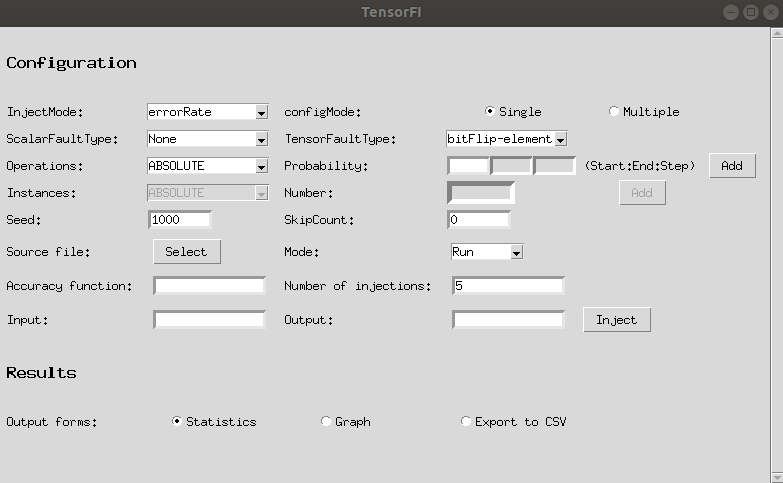 TensorFI
Configuration
InjectMode: errorRate configMode: Single Multiple
ScalarFaultType: None TensorFaultType: bitFlip-element
Operations: ABSOLUTE Probability: (Start:End:Step) Add
Instances: ABSOLUTE Number: Add
Seed: 1000 SkipCount: 0
Source file: Select Mode: Run
Accuracy function: Number of injections: 5
Input: Output: Inject
Results
Output forms: Statistics Graph Export to CSV